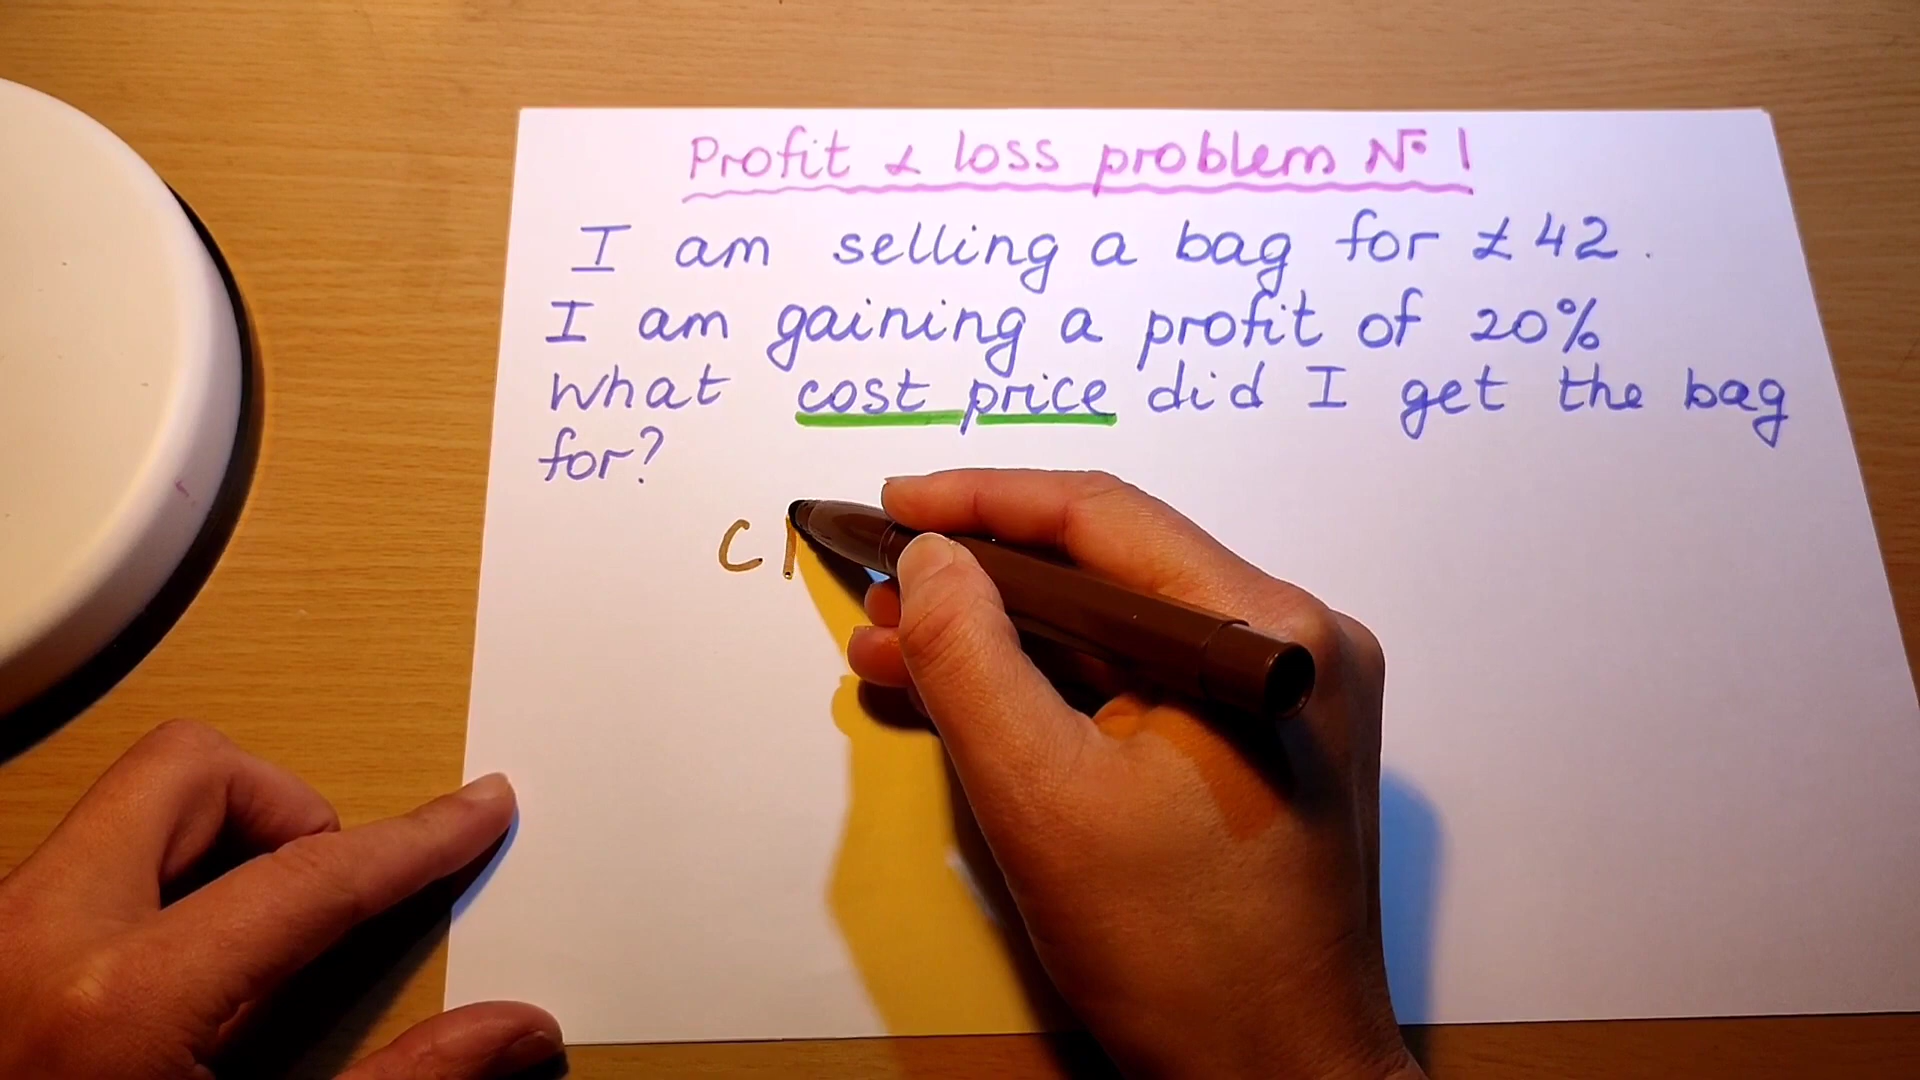 Profit & loss problem № 1
I am selling a bag for £42.
I am gaining a profit of 20%
What cost price did I get the bag
for?
C